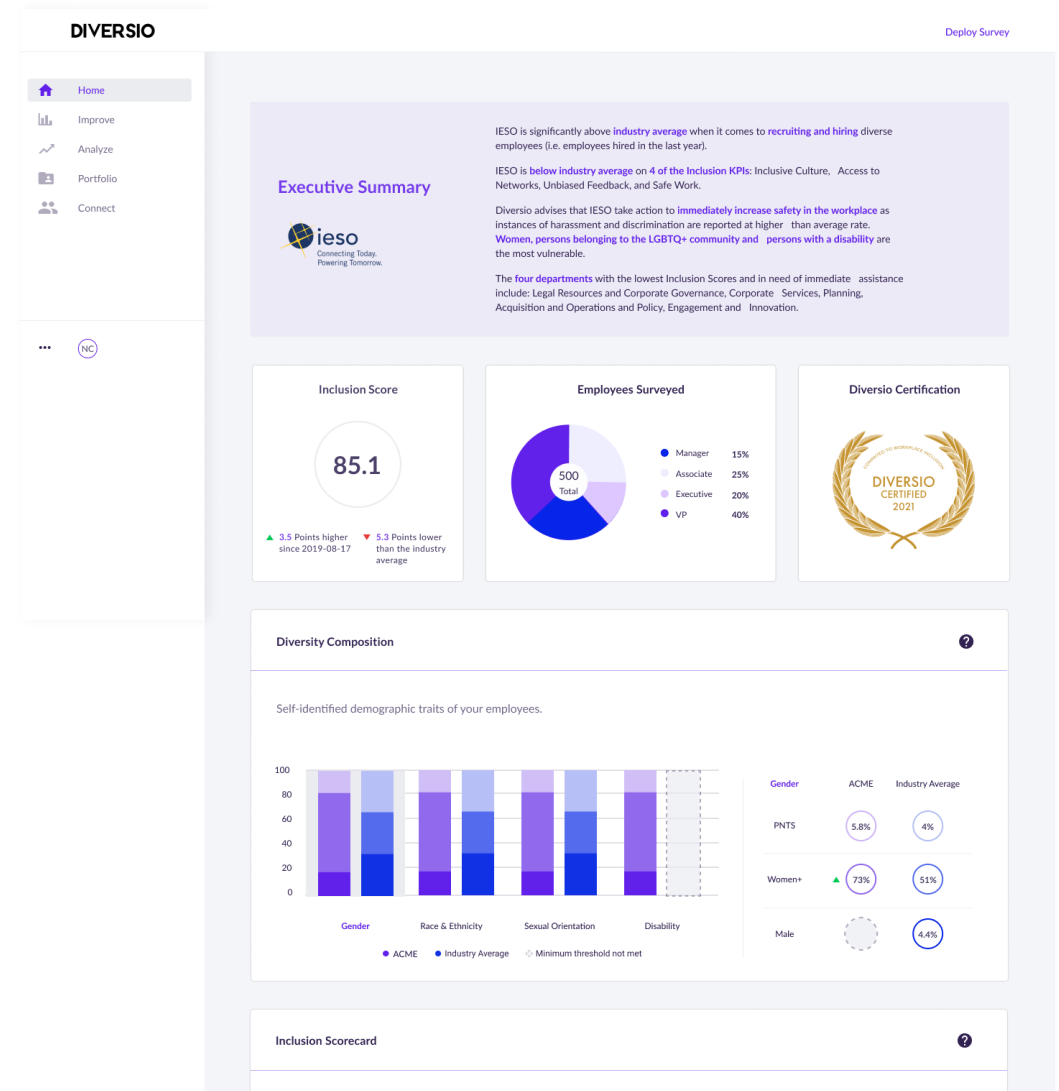 DIVERSIO
Deploy Survey
Home
Improve
Analyze
Portfolio
Connect
NC
Executive Summary
ieso
Connecting Today.
Powering Tomorrow.
IESO is significantly above industry average when it comes to recruiting and hiring diverse
employees (i.e. employees hired in the last year).
IESO is below industry average on 4 of the Inclusion KPIs: Inclusive Culture, Access to
Networks, Unbiased Feedback, and Safe Work.
Diversio advises that IESO take action to immediately increase safety in the workplace as
instances of harassment and discrimination are reported at higher than average rate.
Women, persons belonging to the LGBTQ+ community and persons with a disability are
the most vulnerable.
The four departments with the lowest Inclusion Scores and in need of immediate assistance
include: Legal Resources and Corporate Governance, Corporate Services, Planning,
Acquisition and Operations and Policy, Engagement and Innovation.
Inclusion Score
85.1
3.5 Points higher
since 2019-08-17
5.3 Points lower
than the industry
average
Employees Surveyed
500
Total
Manager 15%
Associate 25%
Executive 20%
VP 40%
Diversio Certification
COMMITTED TO WORKPLACE INCLUSION
DIVERSIO
CERTIFIED
2021
Diversity Composition
?
Self-identified demographic traits of your employees.
100
80
60
40
20
0
Gender
Race & Ethnicity
Sexual Orientation
Disability
ACME
Industry Average
Minimum threshold not met
Gender ACME Industry Average
PNTS 5.8% 4%
Women+ 73% 51%
Male 4.4%
Inclusion Scorecard
?